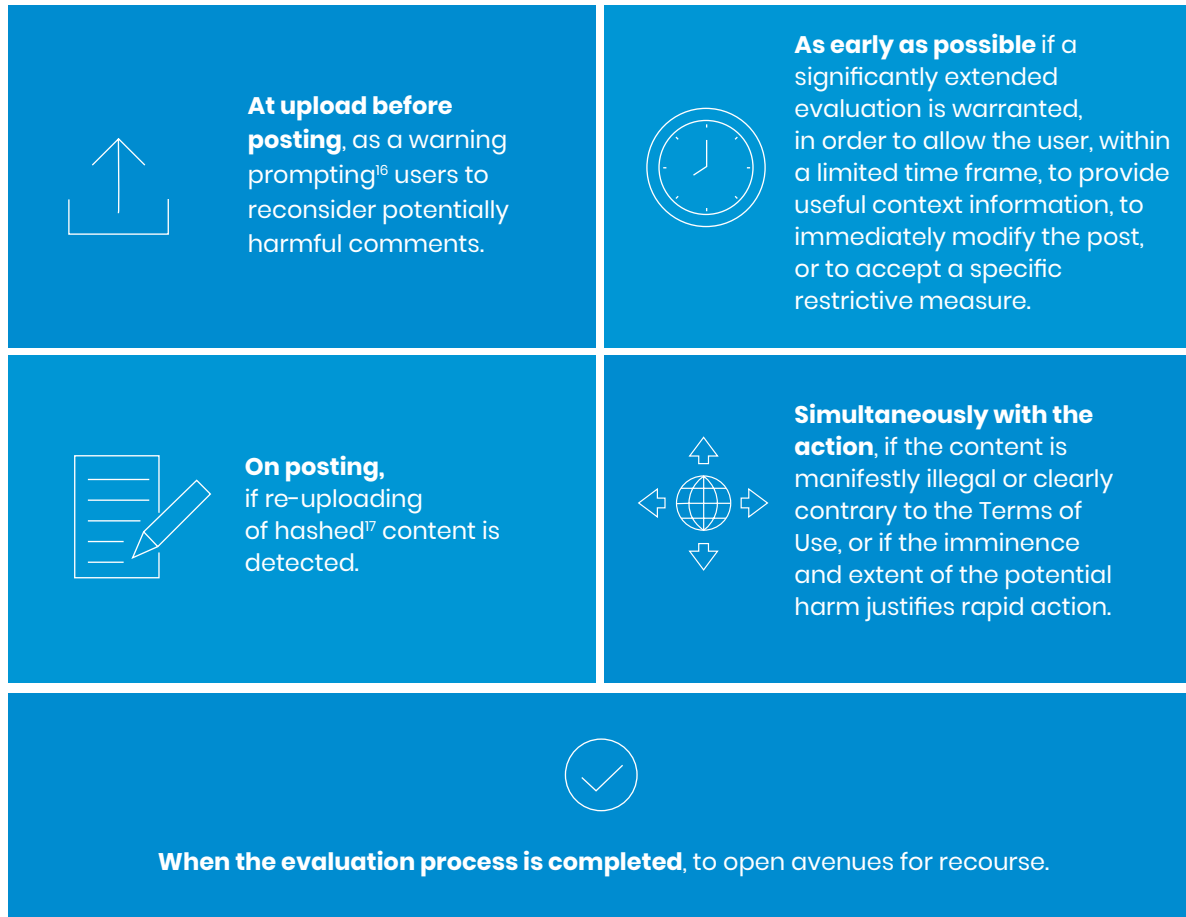 At upload before
posting, as a warning
prompting¹⁶ users to
reconsider potentially
harmful comments.
As early as possible if a
significantly extended
evaluation is warranted,
in order to allow the user, within
a limited time frame, to provide
useful context information, to
immediately modify the post,
or to accept a specific
restrictive measure.
On posting,
if re-uploading
of hashed¹⁷ content is
detected.
Simultaneously with the
action, if the content is
manifestly illegal or clearly
contrary to the Terms of
Use, or if the imminence
and extent of the potential
harm justifies rapid action.
When the evaluation process is completed, to open avenues for recourse.